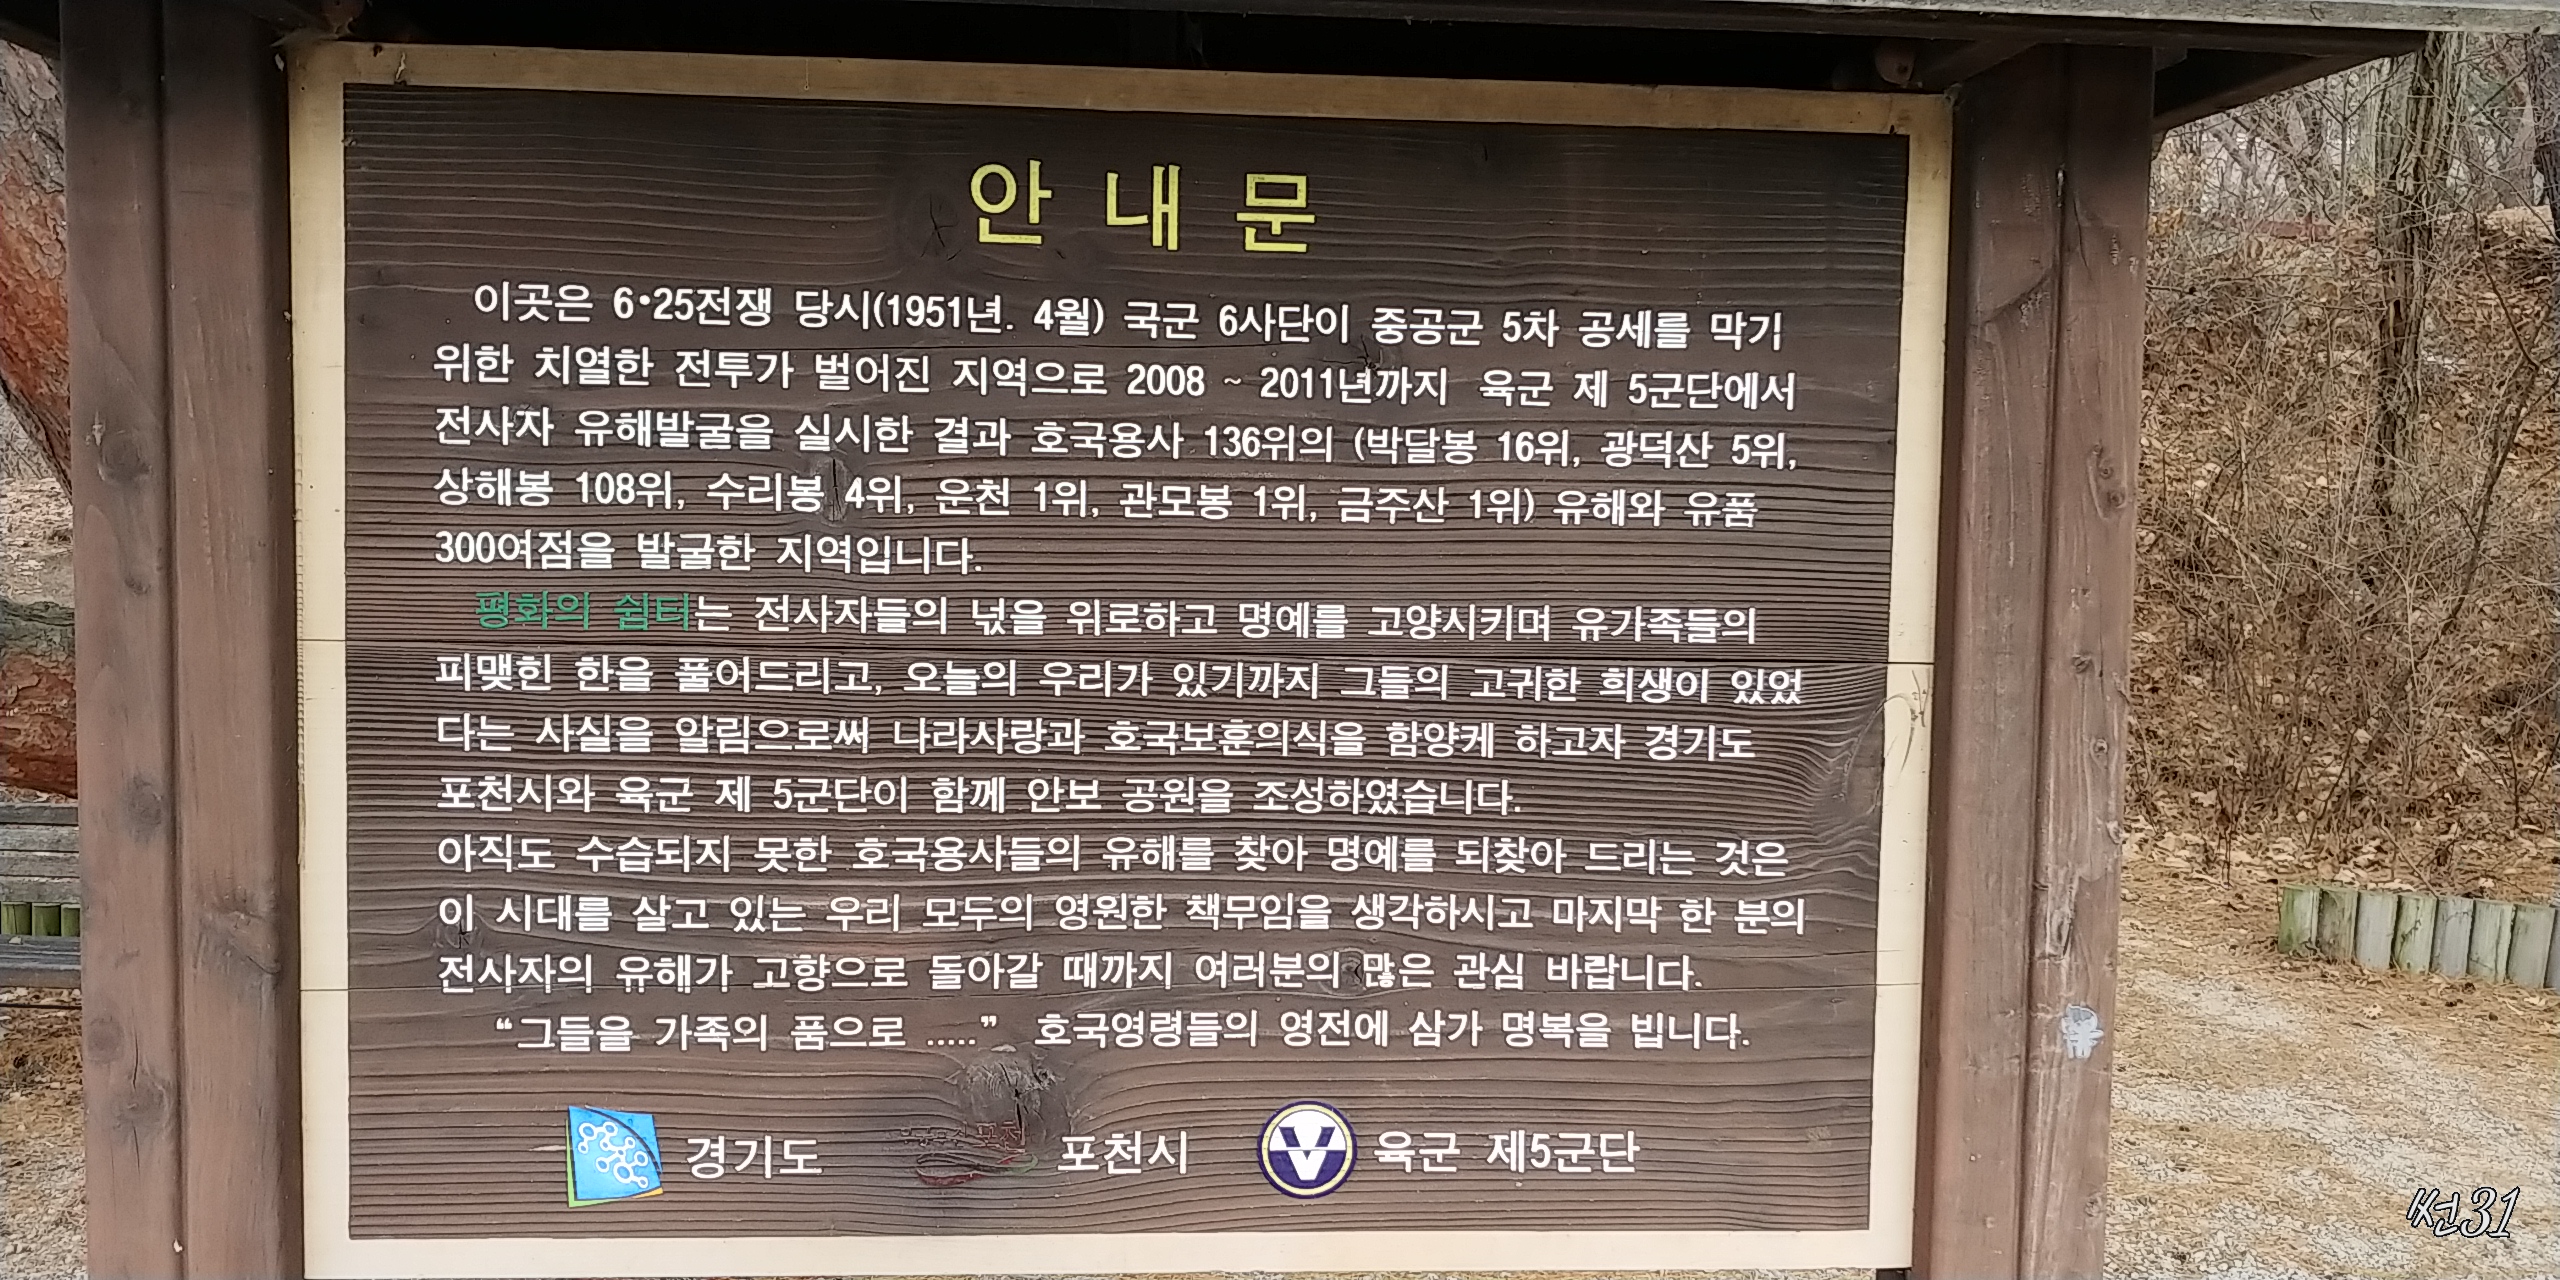 안 내 문
이곳은 6•25전쟁 당시(1951년. 4월) 국군 6사단이 중공군 5차 공세를 막기
위한 치열한 전투가 벌어진 지역으로 2008 ~ 2011년까지 육군 제 5군단에서
전사자 유해발굴을 실시한 결과 호국용사 136위의 (박달봉 16위, 광덕산 5위,
상해봉 108위, 수리봉 4위, 운천 1위, 관모봉 1위, 금주산 1위) 유해와 유품
300여점을 발굴한 지역입니다.
평화의 쉼터는 전사자들의 넋을 위로하고 명예를 고양시키며 유가족들의
피맺힌 한을 풀어드리고, 오늘의 우리가 있기까지 그들의 고귀한 희생이 있었
다는 사실을 알림으로써 나라사랑과 호국보훈의식을 함양케 하고자 경기도
포천시와 육군 제 5군단이 함께 안보 공원을 조성하였습니다.
아직도 수습되지 못한 호국용사들의 유해를 찾아 명예를 되찾아 드리는 것은
이 시대를 살고 있는 우리 모두의 영원한 책무임을 생각하시고 마지막 한 분의
전사자의 유해가 고향으로 돌아갈 때까지 여러분의 많은 관심 바랍니다.
“그들을 가족의 품으로 .....” 호국영령들의 영전에 삼가 명복을 빕니다.
경기도 포천시 육군 제5군단
썬31